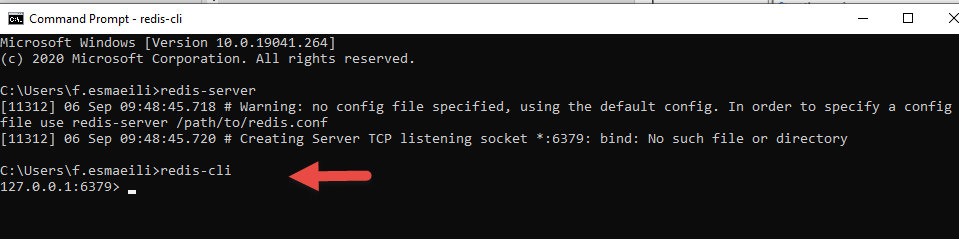 Command Prompt - redis-cli
Microsoft Windows [Version 10.0.19041.264]
(c) 2020 Microsoft Corporation. All rights reserved.
C:\Users\f.esmaeili>redis-server
[11312] 06 Sep 09:48:45.718 # Warning: no config file specified, using the default config. In order to specify a config
file use redis-server /path/to/redis.conf
[11312] 06 Sep 09:48:45.720 # Creating Server TCP listening socket *:6379: bind: No such file or directory
C:\Users\f.esmaeili>redis-cli
127.0.0.1:6379>